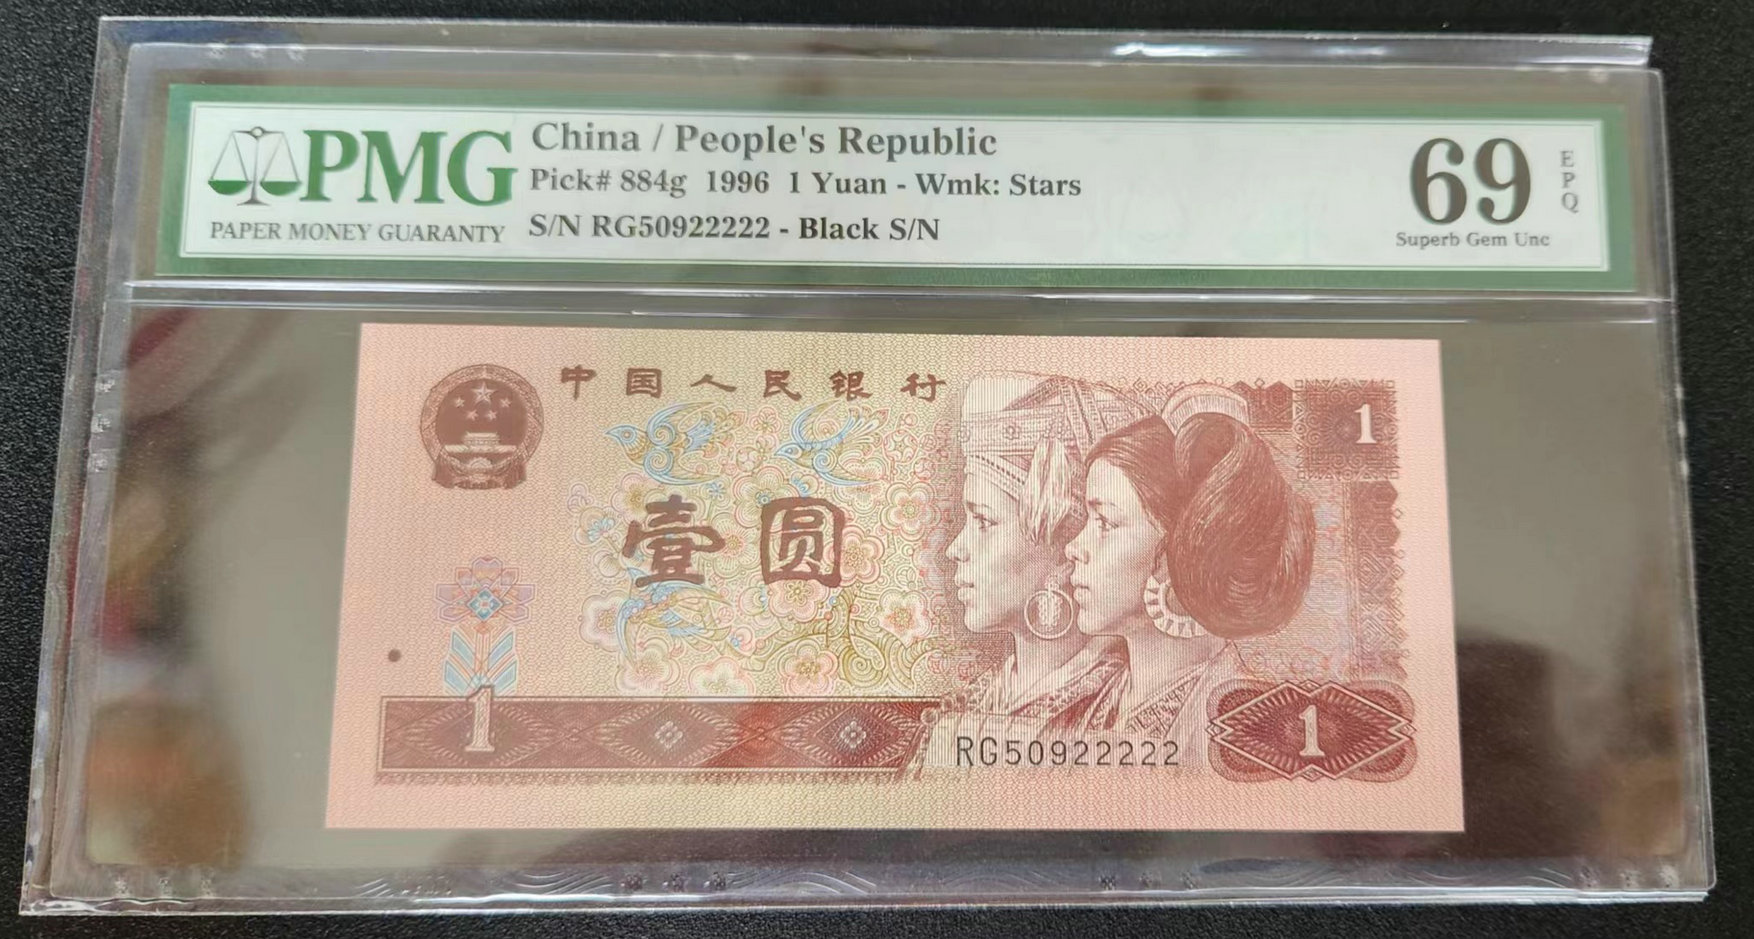 PMG
PAPER MONEY GUARANTY
China / People's Republic
Pick# 884g 1996 1 Yuan - Wmk: Stars
S/N RG50922222 - Black S/N
69
EPQ
Superb Gem Unc
中国人民银行
1
壹圆
1
RG50922222
1